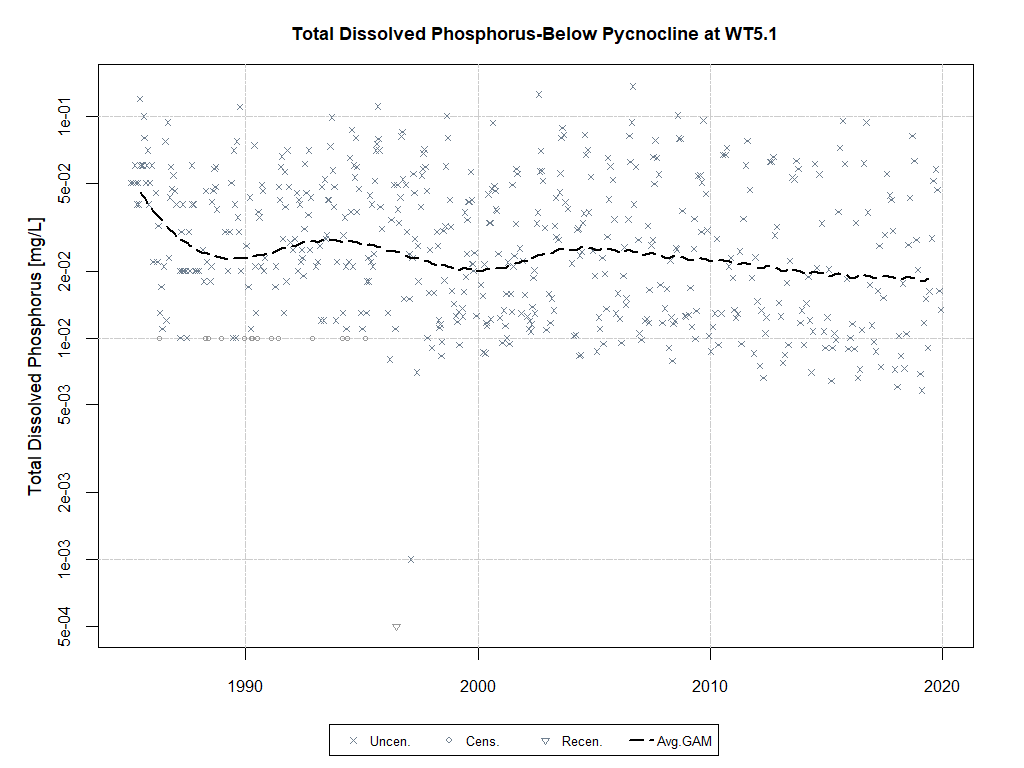 Total Dissolved Phosphorus-Below Pycnocline at WT5.1
Total Dissolved Phosphorus [mg/L]
1e-01
5e-02
2e-02
1e-02
5e-03
2e-03
1e-03
5e-04
1990 2000 2010 2020
Uncen. Cens. Recen. Avg.GAM